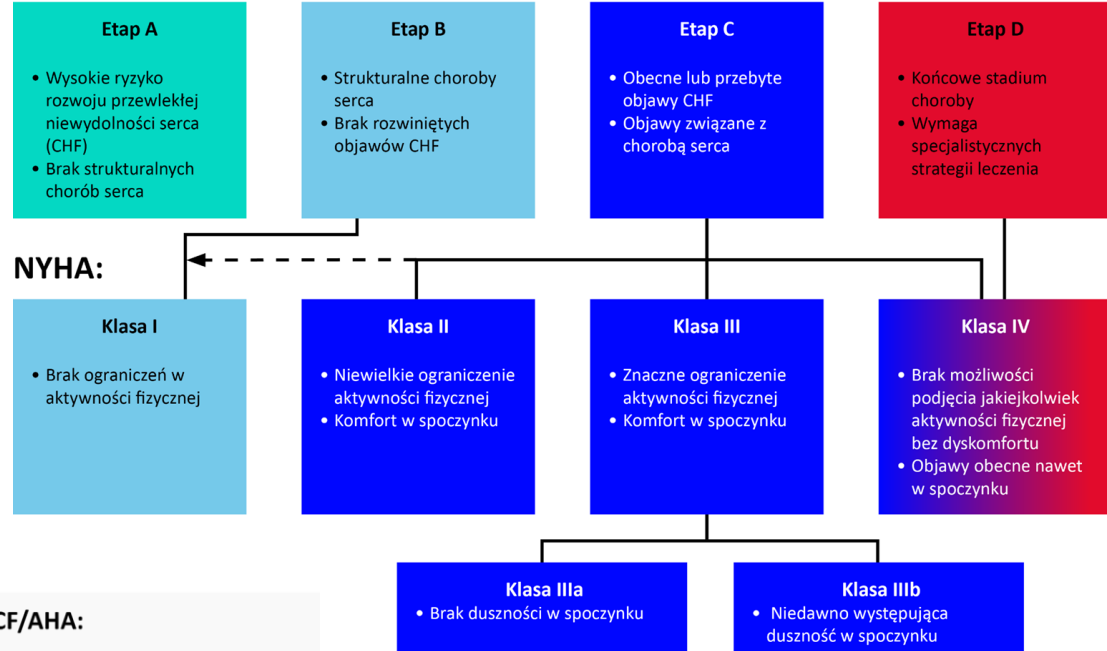 Etap A
• Wysokie ryzyko
rozwoju przewlekłej
niewydolności serca
(CHF)
• Brak strukturalnych
chorób serca
Etap B
• Strukturalne choroby
serca
• Brak rozwiniętych
objawów CHF
Etap C
• Obecne lub przebyte
objawy CHF
• Objawy związane z
chorobą serca
Etap D
• Końcowe stadium
choroby
• Wymaga
specjalistycznych
strategii leczenia
NYHA:
Klasa I
• Brak ograniczeń w
aktywności fizycznej
Klasa II
• Niewielkie ograniczenie
aktywności fizycznej
• Komfort w spoczynku
Klasa III
• Znaczne ograniczenie
aktywności fizycznej
• Komfort w spoczynku
Klasa IV
• Brak możliwości
podjęcia jakiejkolwiek
aktywności fizycznej
bez dyskomfortu
• Objawy obecne nawet
w spoczynku
Klasa IIIa
• Brak duszności w spoczynku
Klasa IIIb
• Niedawno występująca
duszność w spoczynku
CF/AHA: